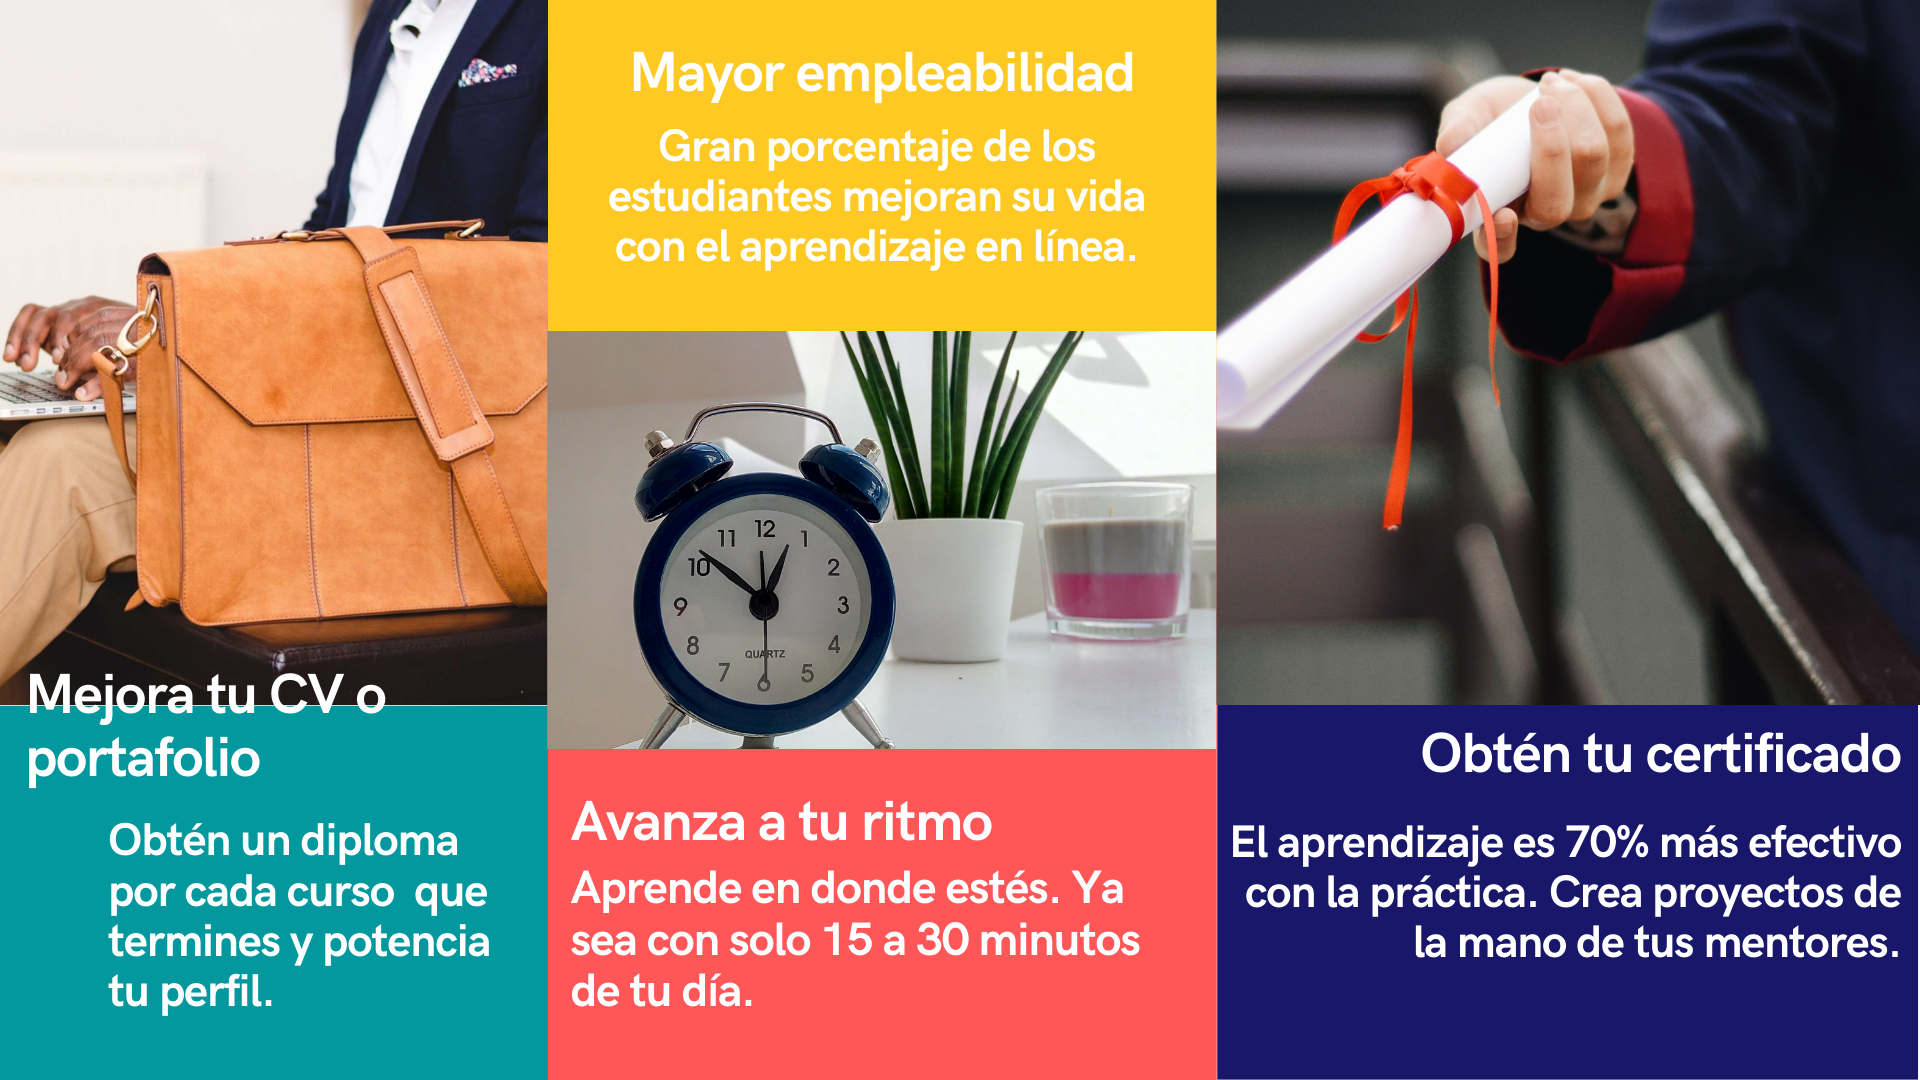 Mayor empleabilidad
Gran porcentaje de los
estudiantes mejoran su vida
con el aprendizaje en línea.
11 12 1
10 2
9 3
8 4
QUARTZ
7 6 5
Mejora tu CV o
portafolio
Obtén un diploma
por cada curso  que
termines y potencia
tu perfil.
Avanza a tu ritmo
Aprende en donde estés. Ya
sea con solo 15 a 30 minutos
de tu día.
Obtén tu certificado
El aprendizaje es 70% más efectivo
con la práctica. Crea proyectos de
la mano de tus mentores.